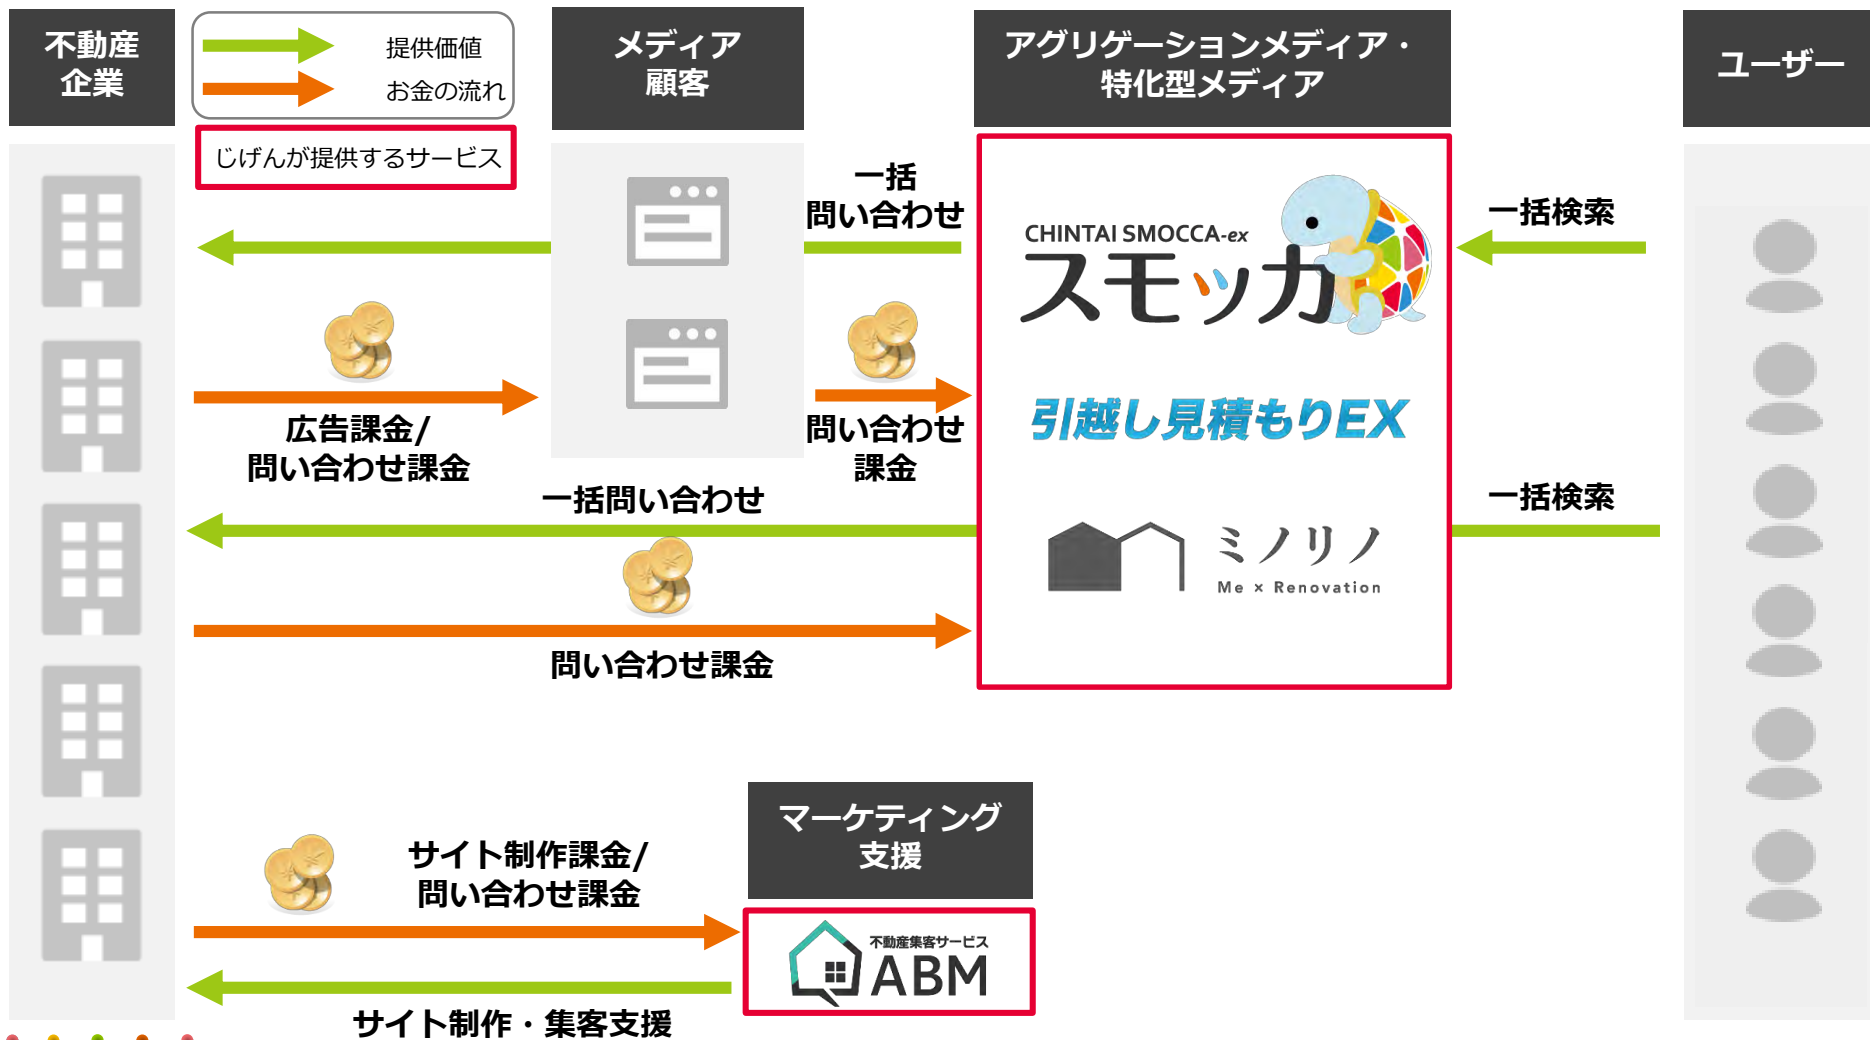 不動産
企業
提供価値
お金の流れ
じげんが提供するサービス
メディア
顧客
アグリゲーションメディア・
特化型メディア
ユーザー
一括
問い合わせ
CHINTAI SMOCCA-ex
スモッカ
一括検索
広告課金/
問い合わせ課金
問い合わせ
課金
引越し見積もりEX
一括問い合わせ
一括検索
ミノリノ
Me × Renovation
問い合わせ課金
マーケティング
支援
サイト制作課金/
問い合わせ課金
不動産集客サービス
ABM
サイト制作・集客支援